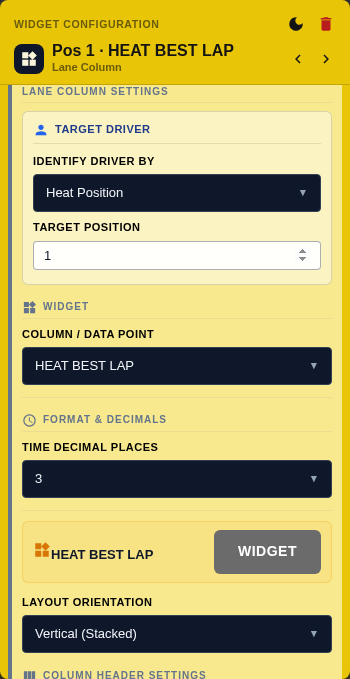 WIDGET CONFIGURATION
Pos 1 · HEAT BEST LAP
Lane Column
LANE COLUMN SETTINGS
TARGET DRIVER
IDENTIFY DRIVER BY
Heat Position
TARGET POSITION
1
WIDGET
COLUMN / DATA POINT
HEAT BEST LAP
FORMAT & DECIMALS
TIME DECIMAL PLACES
3
HEAT BEST LAP
WIDGET
LAYOUT ORIENTATION
Vertical (Stacked)
COLUMN HEADER SETTINGS